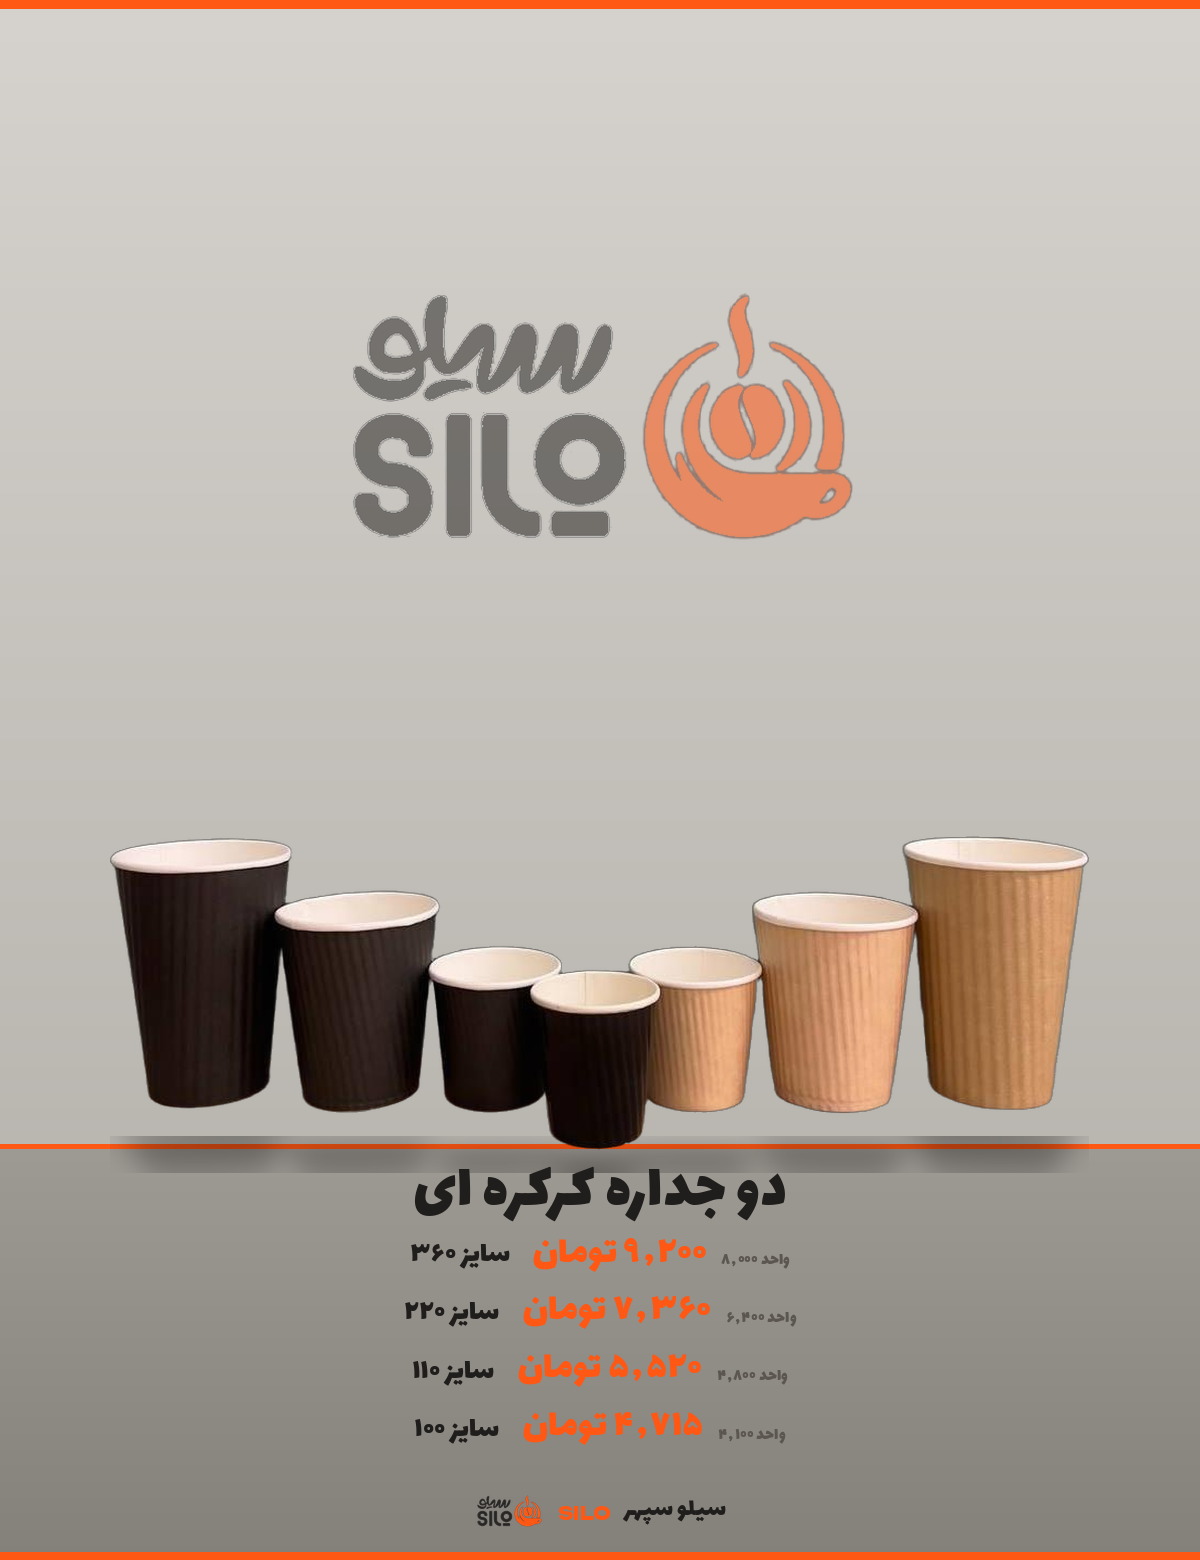 سیلو
SILO
دو جداره کرکره ای
سایز ۳۶۰ ۹,۲۰۰ تومان واحد ۸,۰۰۰
سایز ۲۲۰ ۷,۳۶۰ تومان واحد ۶,۴۰۰
سایز ۱۱۰ ۵,۵۲۰ تومان واحد ۴,۸۰۰
سایز ۱۰۰ ۴,۷۱۵ تومان واحد ۴,۱۰۰
سیلو سپهر SILO سیلو SILO